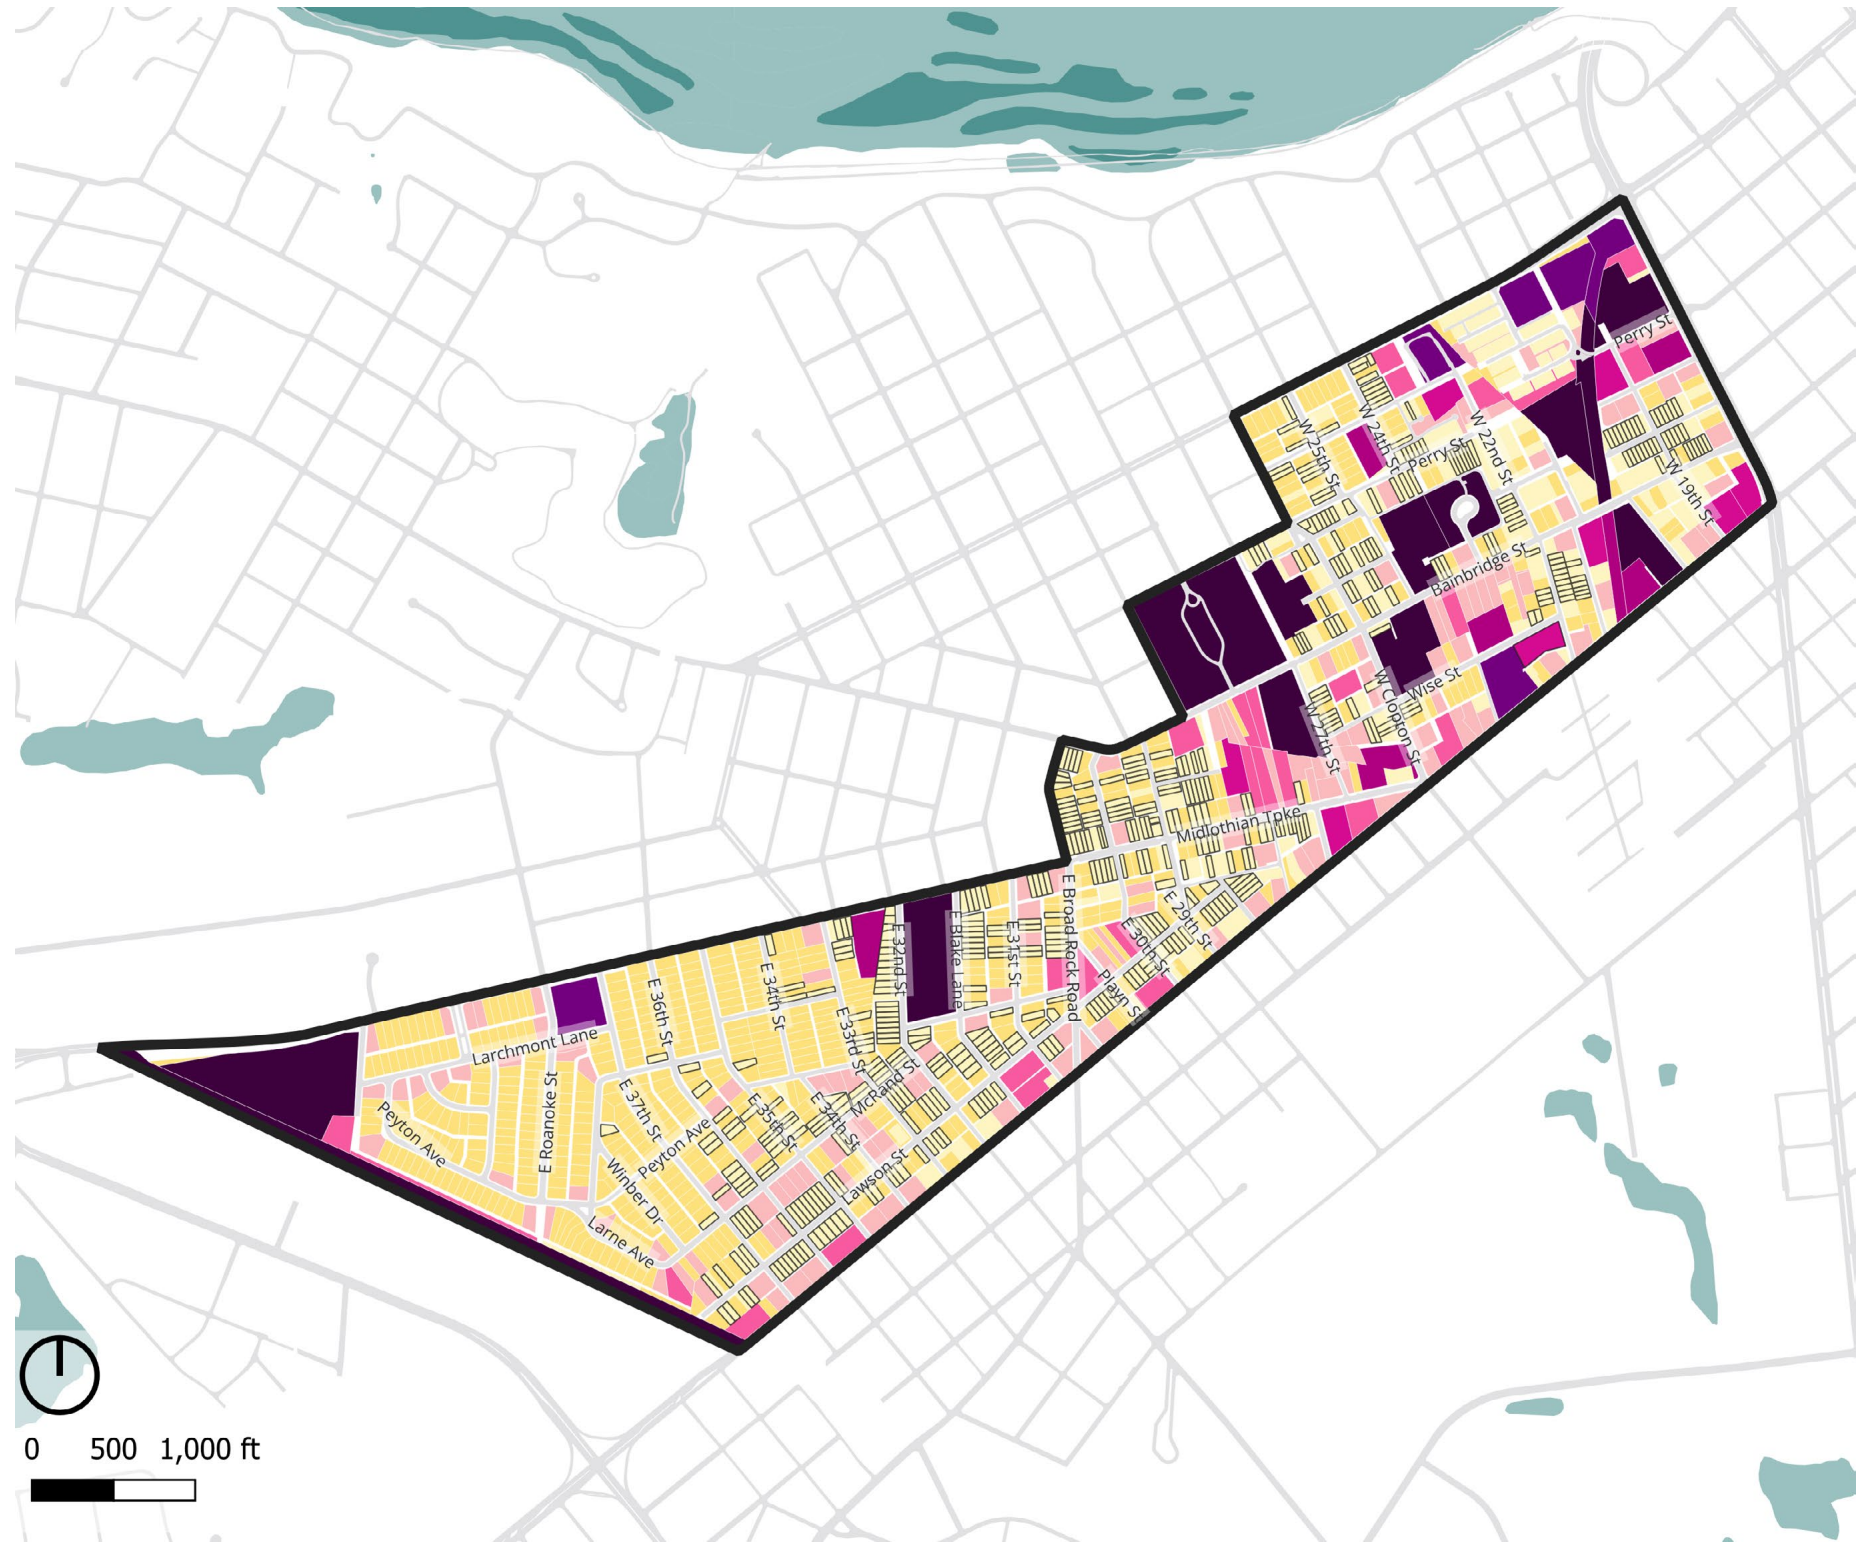 Perry St
W 25th St
W 24th St
Perry St
W 22nd St
W 19th St
Bainbridge St
W Clopton St
Wise St
W 27th St
Midlothian Tpke
E 29th St
E 30th St
E Broad Rock Road
Playn St
E 31st St
E Blake Lane
E 32nd St
E 33rd St
E 34th St
E 36th St
Larchmont Lane
McRand St
E 34th St
E 35th St
E 37th St
Peyton Ave
E Roanoke St
Peyton Ave
Lawson St
Winber Dr
Larne Ave
0 500 1,000 ft